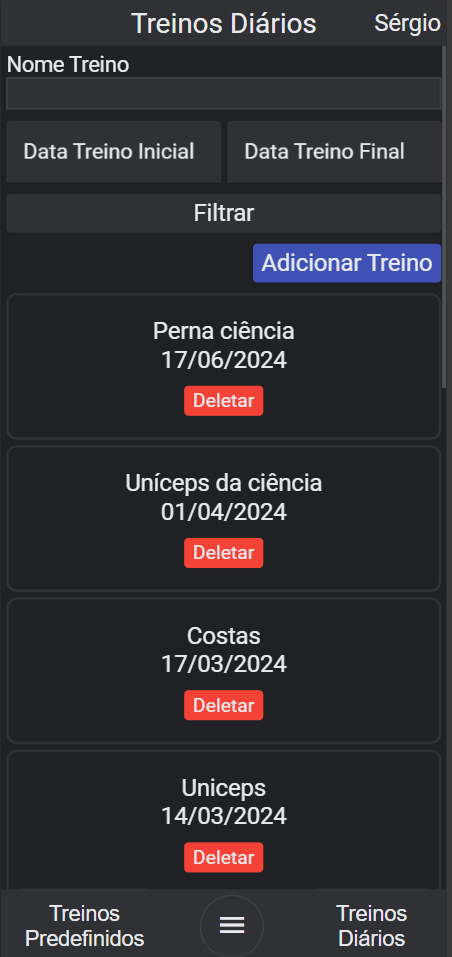 Treinos Diários
Sérgio
Nome Treino
Data Treino Inicial
Data Treino Final
Filtrar
Adicionar Treino
Perna ciência
17/06/2024
Deletar
Uníceps da ciência
01/04/2024
Deletar
Costas
17/03/2024
Deletar
Uniceps
14/03/2024
Deletar
Treinos
Predefinidos
Treinos
Diários